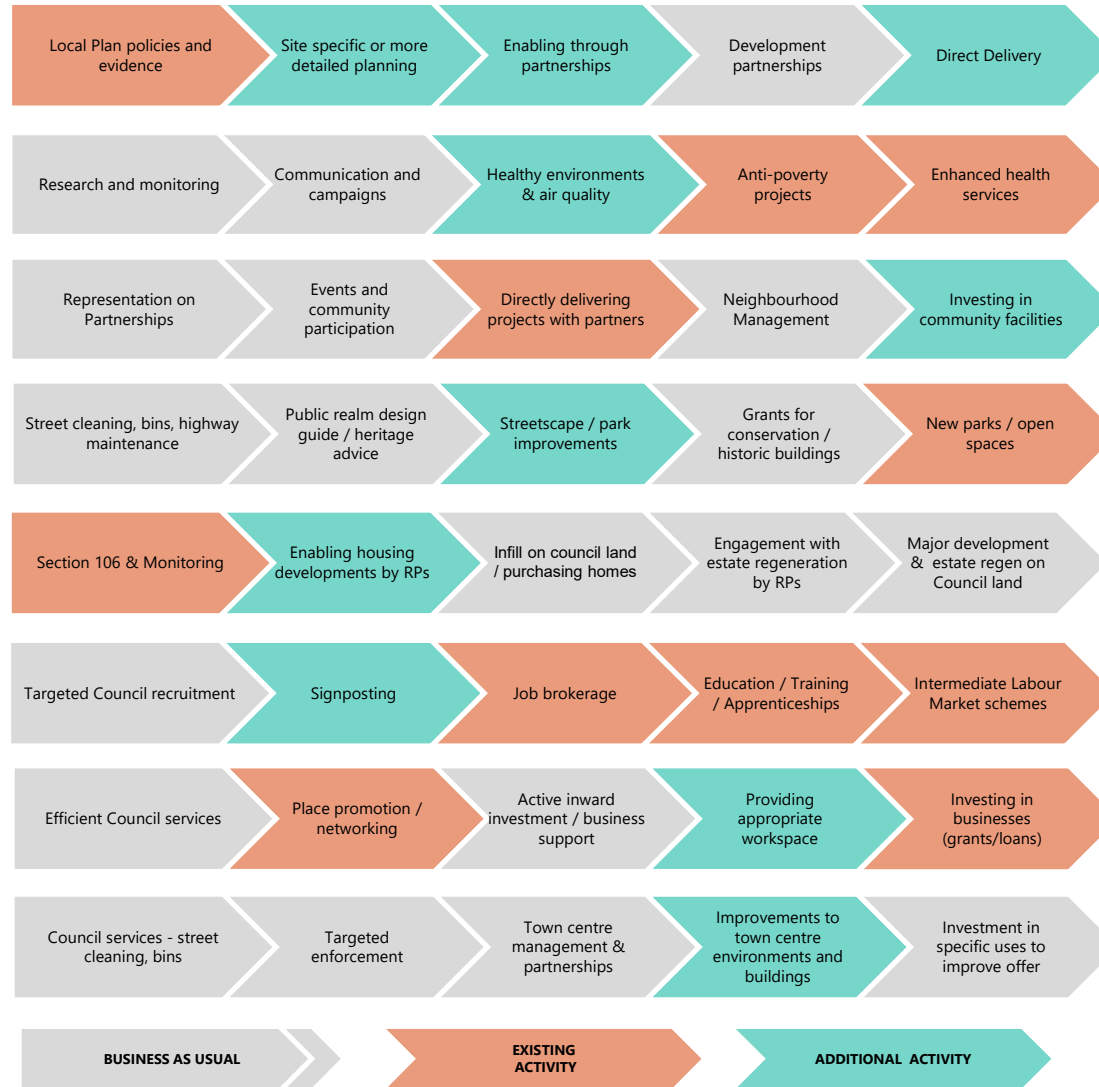 Local Plan policies and
evidence
Site specific or more
detailed planning
Enabling through
partnerships
Development
partnerships
Direct Delivery
Research and monitoring
Communication and
campaigns
Healthy environments
& air quality
Anti-poverty
projects
Enhanced health
services
Representation on
Partnerships
Events and
community
participation
Directly delivering
projects with partners
Neighbourhood
Management
Investing in
community facilities
Street cleaning, bins, highway
maintenance
Public realm design
guide / heritage
advice
Streetscape / park
improvements
Grants for
conservation /
historic buildings
New parks / open
spaces
Section 106 & Monitoring
Enabling housing
developments by RPs
Infill on council land
/ purchasing homes
Engagement with
estate regeneration
by RPs
Major development
& estate regen on
Council land
Targeted Council recruitment
Signposting
Job brokerage
Education / Training
/ Apprenticeships
Intermediate Labour
Market schemes
Efficient Council services
Place promotion /
networking
Active inward
investment / business
support
Providing
appropriate
workspace
Investing in
businesses
(grants/loans)
Council services - street
cleaning, bins
Targeted
enforcement
Town centre
management &
partnerships
Improvements to
town centre
environments and
buildings
Investment in
specific uses to
improve offer
BUSINESS AS USUAL
EXISTING
ACTIVITY
ADDITIONAL ACTIVITY